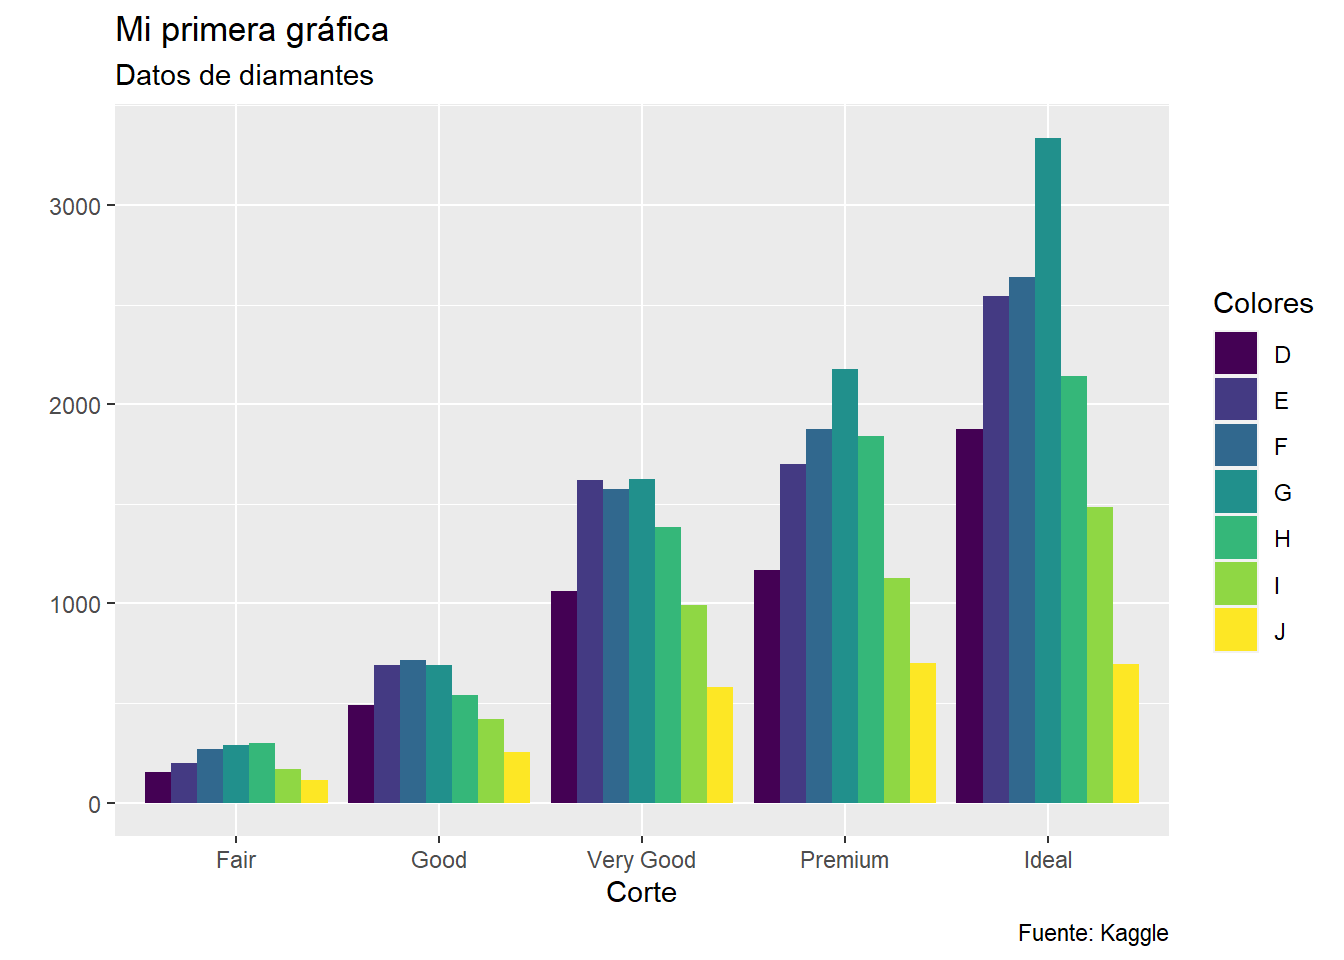 Mi primera gráfica
Datos de diamantes
3000
2000
1000
0
Fair Good Very Good Premium Ideal
Corte
Colores
D
E
F
G
H
I
J
Fuente: Kaggle